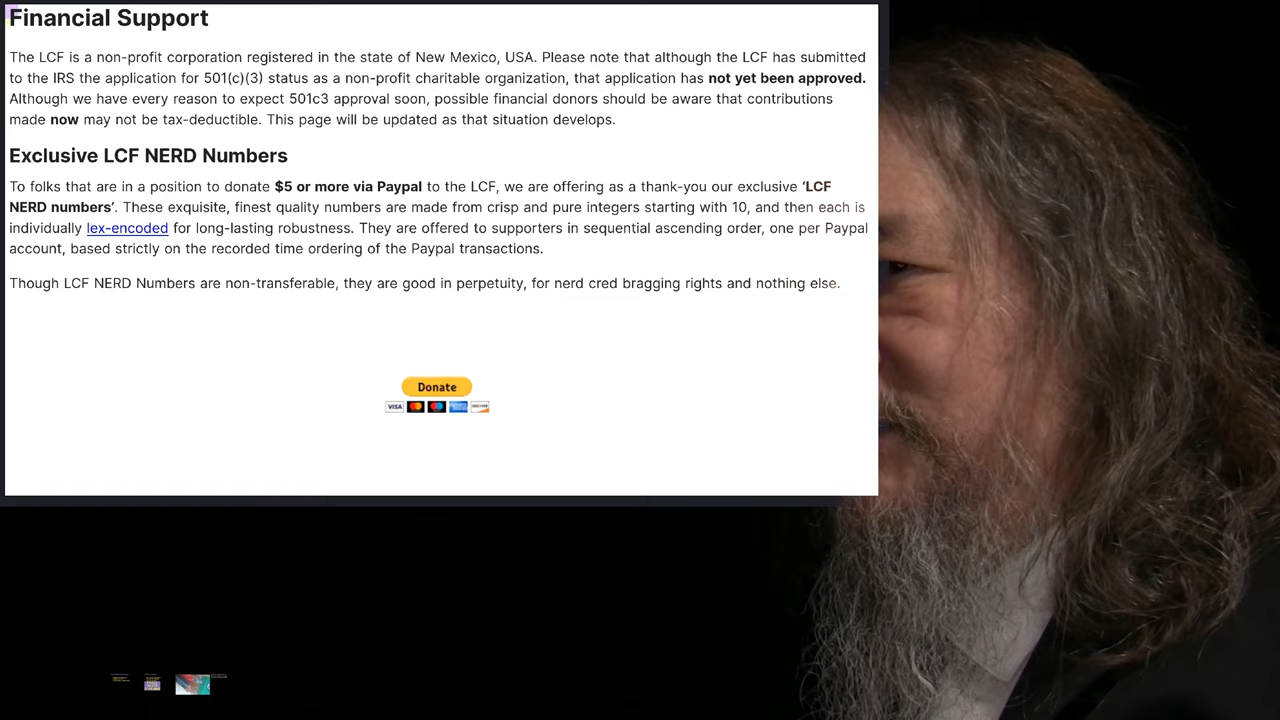 Financial Support
The LCF is a non-profit corporation registered in the state of New Mexico, USA. Please note that although the LCF has submitted
to the IRS the application for 501(c)(3) status as a non-profit charitable organization, that application has not yet been approved.
Although we have every reason to expect 501c3 approval soon, possible financial donors should be aware that contributions
made now may not be tax-deductible. This page will be updated as that situation develops.
Exclusive LCF NERD Numbers
To folks that are in a position to donate $5 or more via Paypal to the LCF, we are offering as a thank-you our exclusive ‘LCF
NERD numbers’. These exquisite, finest quality numbers are made from crisp and pure integers starting with 10, and then each is
individually lex-encoded for long-lasting robustness. They are offered to supporters in sequential ascending order, one per Paypal
account, based strictly on the recorded time ordering of the Paypal transactions.
Though LCF NERD Numbers are non-transferable, they are good in perpetuity, for nerd cred bragging rights and nothing else.
Donate
VISA